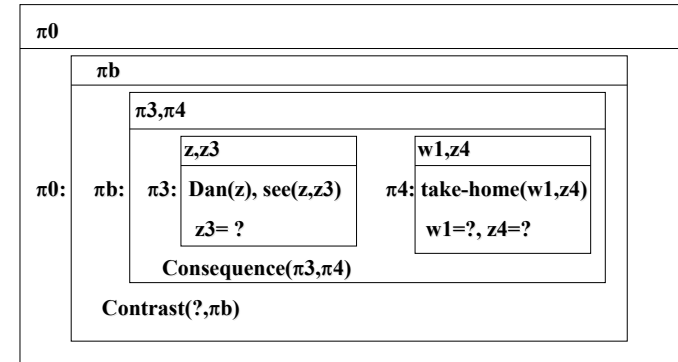 π0
πb
π3,π4
z,z3 w1,z4
π0: πb: π3: Dan(z), see(z,z3) π4: take-home(w1,z4)
z3= ? w1=?, z4=?
Consequence(π3,π4)
Contrast(?,πb)